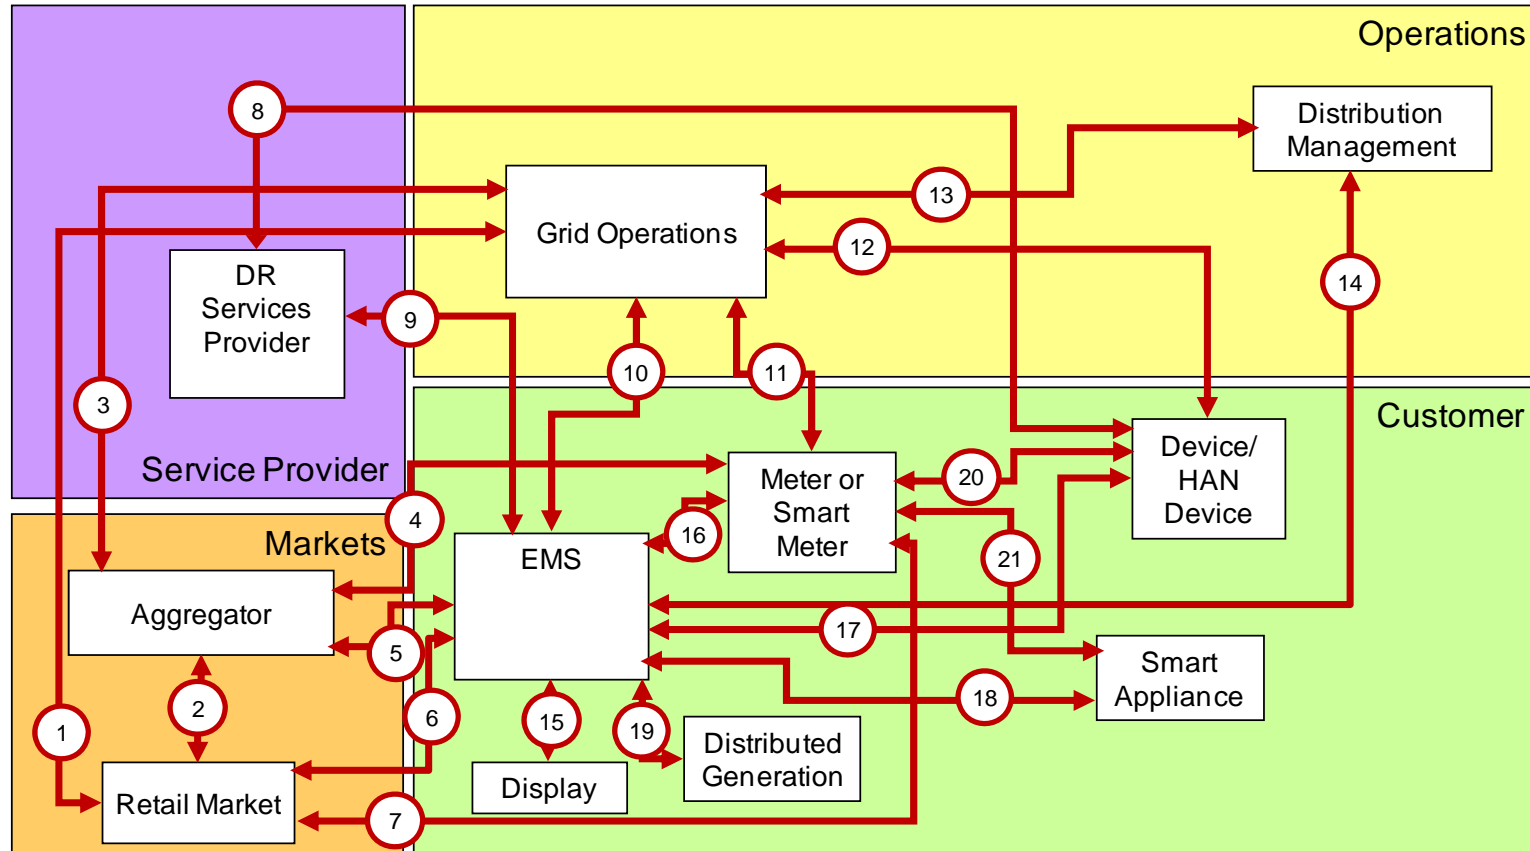 Operations
8
Distribution
Management
13
Grid Operations
12
DR
Services
Provider
14
9
10
11
3
Customer
Service Provider
Device/
HAN
Device
Meter or
Smart
Meter
20
4
16
Markets
EMS
21
Aggregator
17
5
Smart
Appliance
18
2
6
15
19
1
Distributed
Generation
Display
Retail Market
7